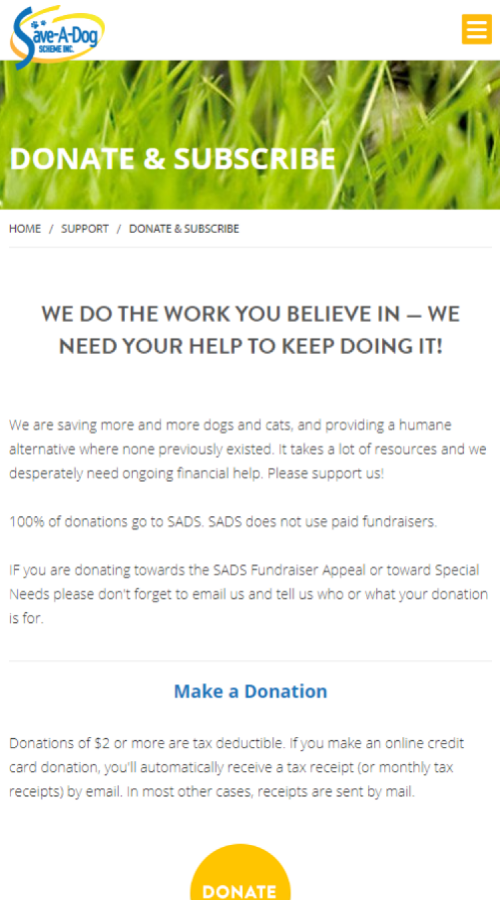 Save-A-Dog
SCHEME INC.
DONATE & SUBSCRIBE
HOME / SUPPORT / DONATE & SUBSCRIBE
WE DO THE WORK YOU BELIEVE IN — WE
NEED YOUR HELP TO KEEP DOING IT!
We are saving more and more dogs and cats, and providing a humane
alternative where none previously existed. It takes a lot of resources and we
desperately need ongoing financial help. Please support us!
100% of donations go to SADS. SADS does not use paid fundraisers.
IF you are donating towards the SADS Fundraiser Appeal or toward Special
Needs please don't forget to email us and tell us who or what your donation
is for.
Make a Donation
Donations of $2 or more are tax deductible. If you make an online credit
card donation, you'll automatically receive a tax receipt (or monthly tax
receipts) by email. In most other cases, receipts are sent by mail.
DONATE